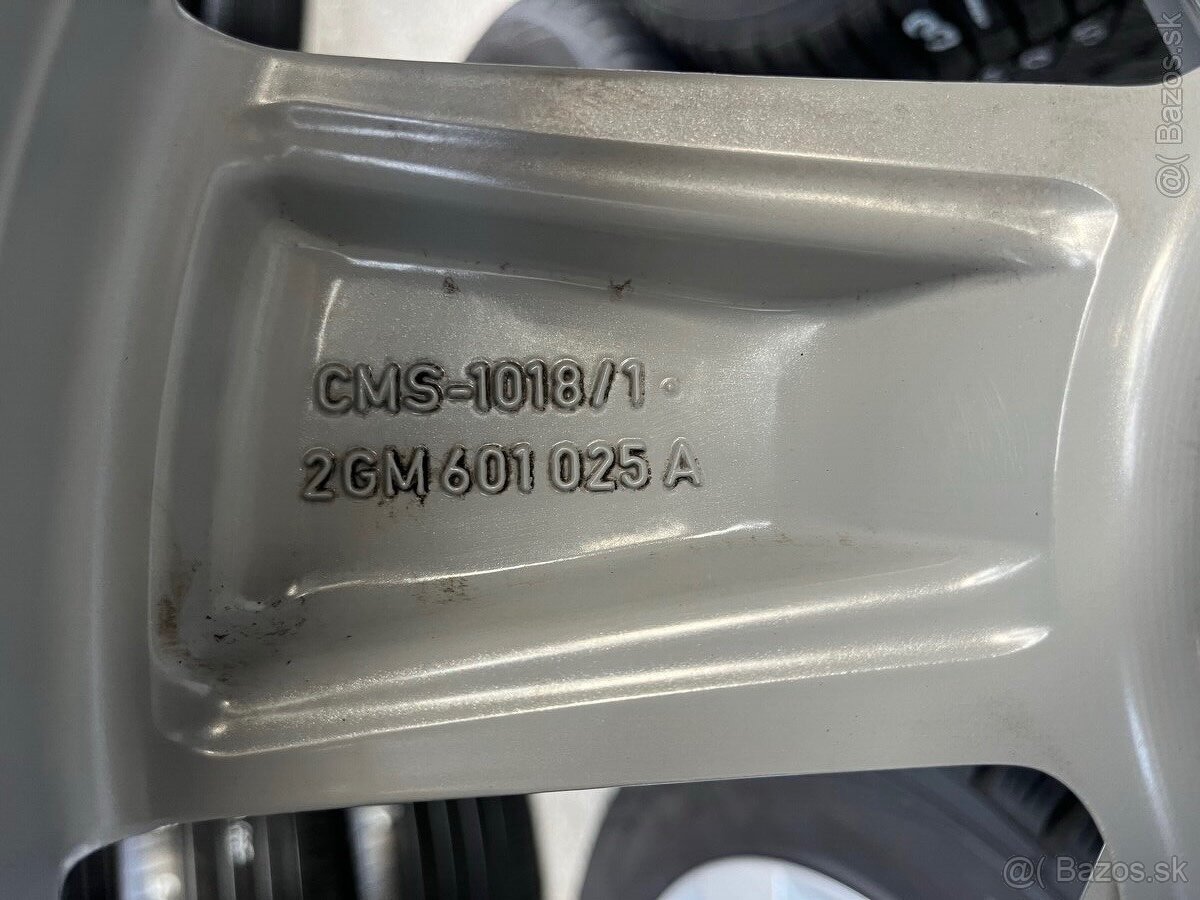 CMS-1018/1
2GM 601 025 A
@( Bazos.sk
@( Bazos.sk